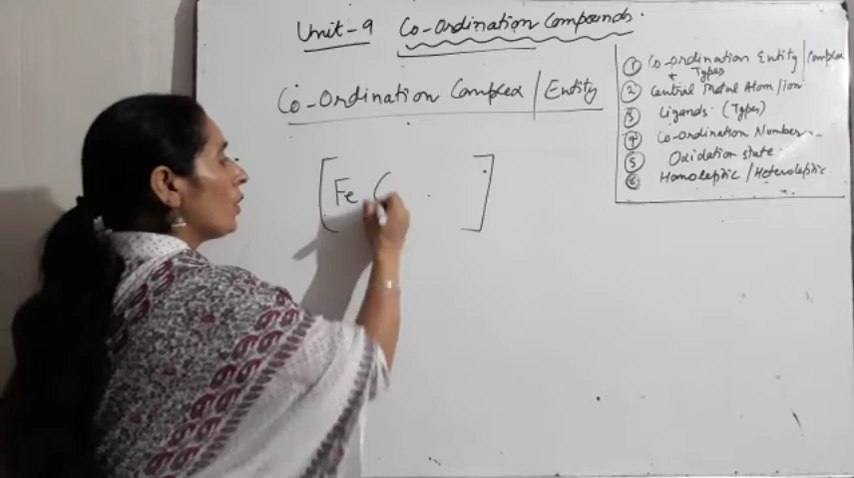 Unit-9 Co-Ordination Compounds.
Co-Ordination Complex / Entity
[Fe ( ]
① Co-ordination Entity / Complex
+ Types
② Central Metal Atom / ion
③ Ligands. (Types)
④ Co-Ordination Number
⑤ Oxidation state
⑥ Homoleptic / Heteroleptic